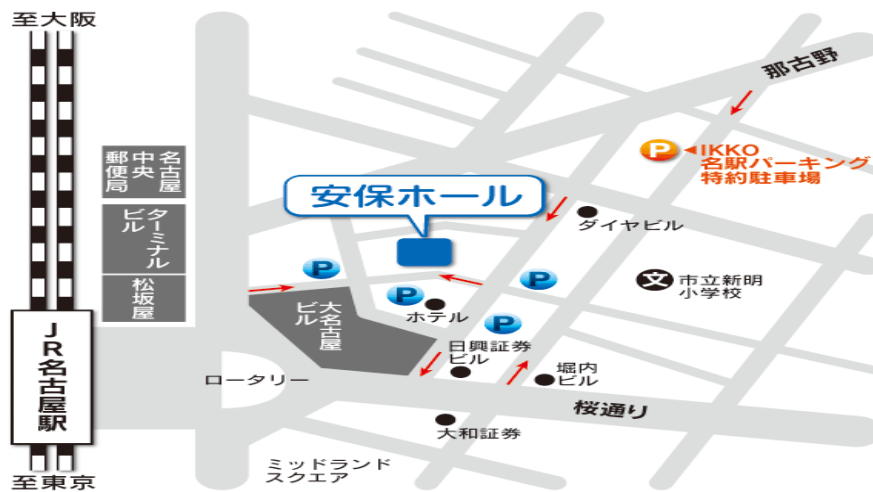 至大阪
那古野
IKKO
名駅パーキング
特約駐車場
名古屋
中央
郵便局
安保ホール
ターミナル
ビル
ダイヤビル
松坂屋
市立新明
小学校
文
P
P
P
P
P
大名古屋
ビル
ホテル
JR名古屋駅
日興証券
ビル
堀内
ビル
ロータリー
桜通り
大和証券
ミッドランド
スクエア
至東京